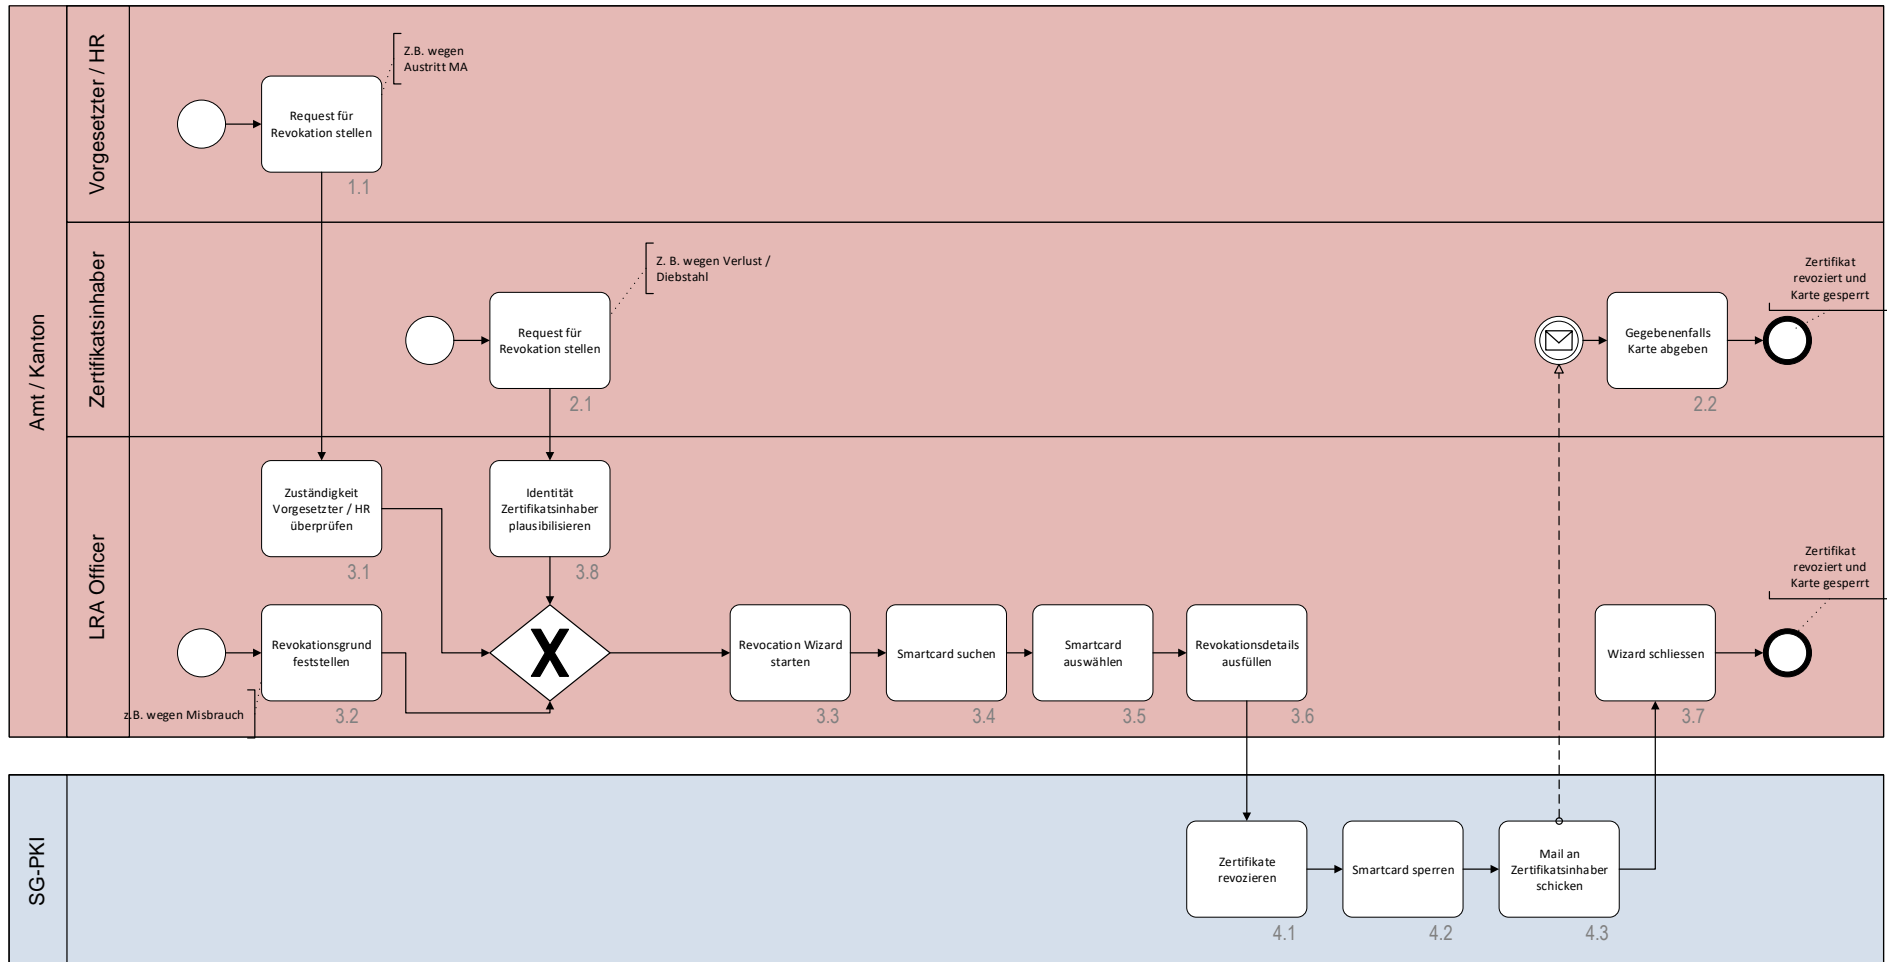 Amt / Kanton
Vorgesetzter / HR
Z.B. wegen
Austritt MA
Request für
Revokation stellen
1.1
Zertifikatsinhaber
Z. B. wegen Verlust /
Diebstahl
Request für
Revokation stellen
2.1
Gegebenenfalls
Karte abgeben
2.2
Zertifikat
revoziert und
Karte gesperrt
LRA Officer
Zuständigkeit
Vorgesetzter / HR
überprüfen
3.1
Identität
Zertifikatsinhaber
plausibilisieren
3.8
Revokationsgrund
feststellen
3.2
z.B. wegen Misbrauch
X
Revocation Wizard
starten
3.3
Smartcard suchen
3.4
Smartcard
auswählen
3.5
Revokationsdetails
ausfüllen
3.6
Wizard schliessen
3.7
Zertifikat
revoziert und
Karte gesperrt
SG-PKI
Zertifikate
revozieren
4.1
Smartcard sperren
4.2
Mail an
Zertifikatsinhaber
schicken
4.3